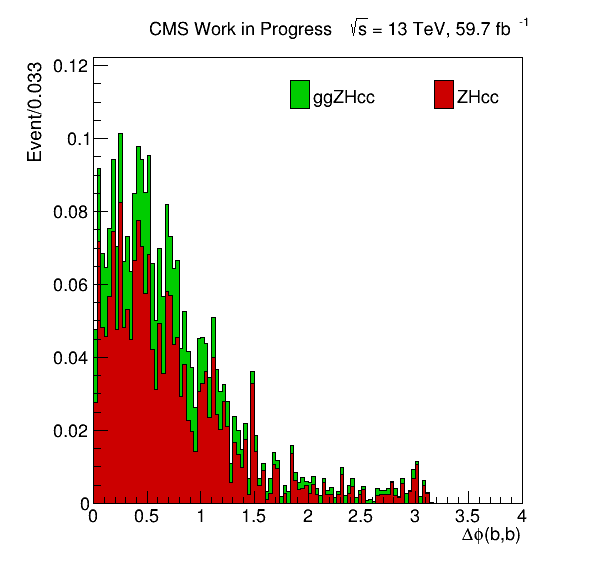 CMS Work in Progress √s = 13 TeV, 59.7 fb⁻¹
Event/0.033
ggZHcc ZHcc
0.12
0.1
0.08
0.06
0.04
0.02
0
0 0.5 1 1.5 2 2.5 3 3.5 4
Δϕ(b,b)